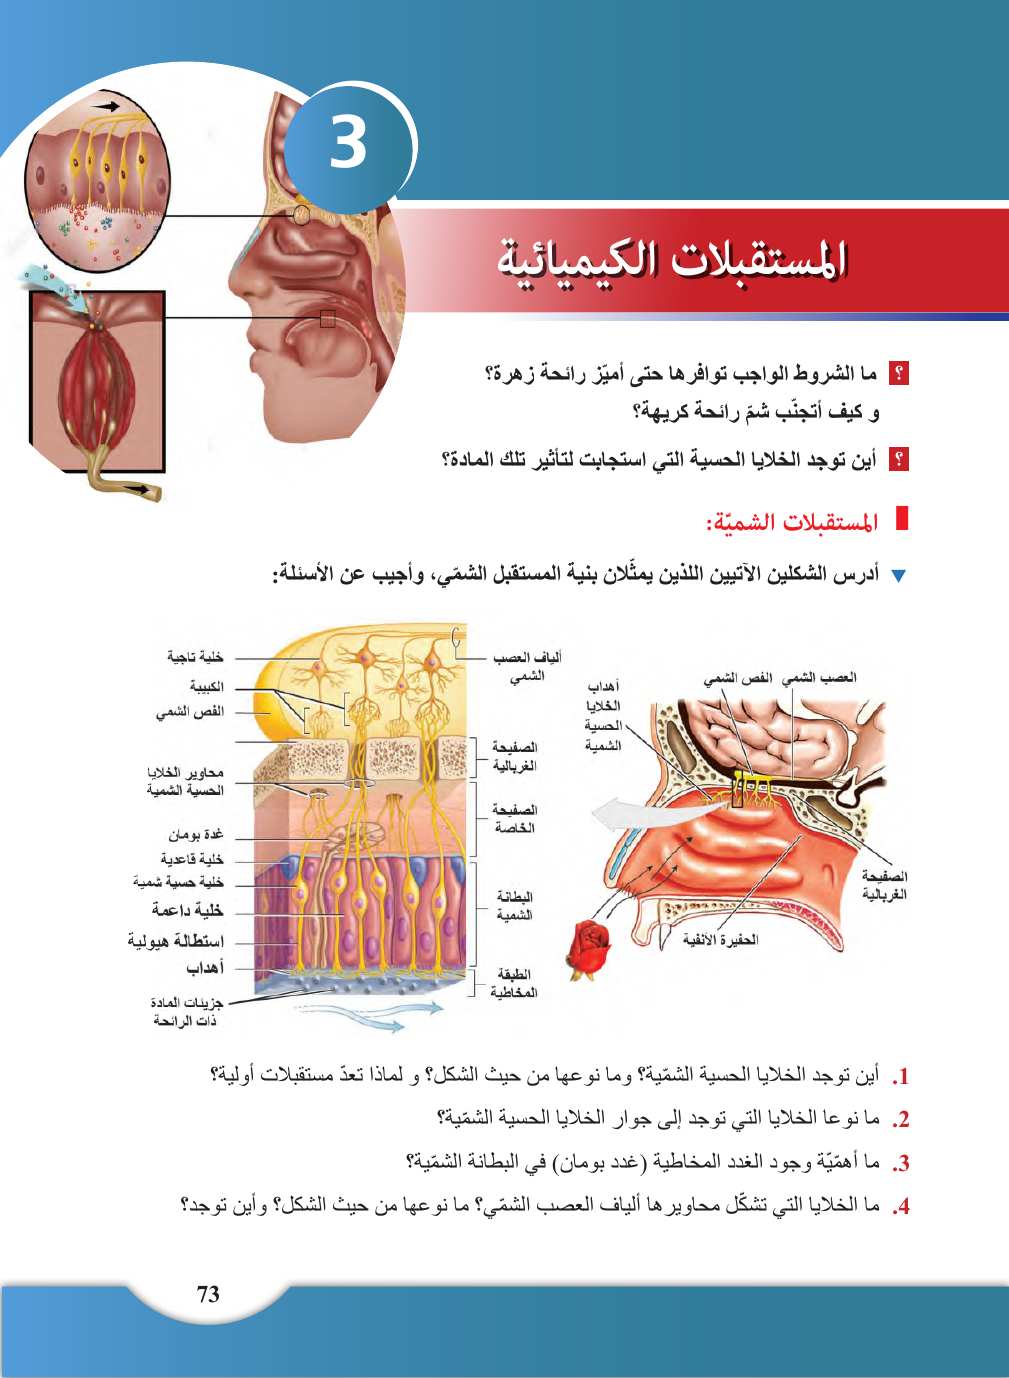 3
المستقبلات الكيميائية
؟ ما الشروط الواجب توافرها حتى أميّز رائحة زهرة؟
و كيف أتجنّب شمّ رائحة كريهة؟
؟ أين توجد الخلايا الحسية التي استجابت لتأثير تلك المادة؟
المستقبلات الشميّة:
أدرس الشكلين الآتيين اللذين يمثّلان بنية المستقبل الشمّي، وأجيب عن الأسئلة:
العصب الشمي
الفص الشمي
أهداب
الخلايا
الحسية
الشمية
الصفيحة
الغربالية
الحفيرة الأنفية
ألياف العصب
الشمي
الصفيحة
الغربالية
الصفيحة
الخاصة
البطانة
الشمية
الطبقة
المخاطية
خلية تاجية
الكبيبة
الفص الشمي
محاوير الخلايا
الحسية الشمية
غدة بومان
خلية قاعدية
خلية حسية شمية
خلية داعمة
استطالة هيولية
أهداب
جزيئات المادة
ذات الرائحة
1. أين توجد الخلايا الحسية الشمّية؟ وما نوعها من حيث الشكل؟ و لماذا تعدّ مستقبلات أولية؟
2. ما نوعا الخلايا التي توجد إلى جوار الخلايا الحسية الشمّية؟
3. ما أهمّيّة وجود الغدد المخاطية (غدد بومان) في البطانة الشمّية؟
4. ما الخلايا التي تشكّل محاويرها ألياف العصب الشمّي؟ ما نوعها من حيث الشكل؟ وأين توجد؟
73